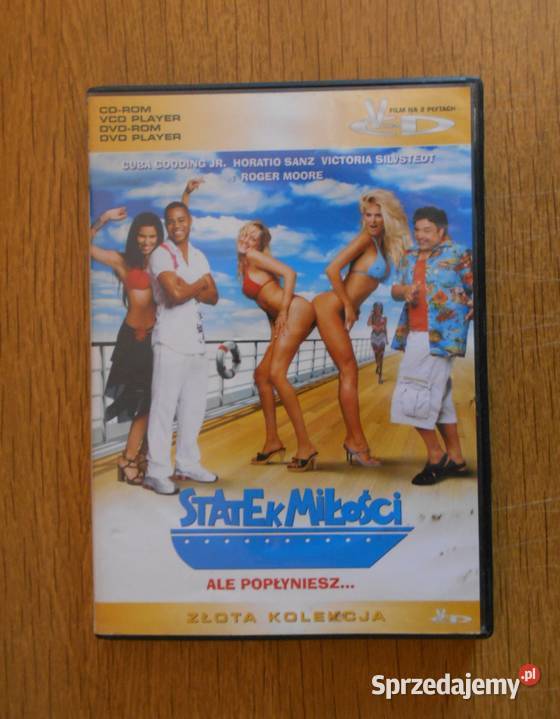 CD-ROM
VCD PLAYER
DVD-ROM
DVD PLAYER
FILM NA 2 PŁYTACH
CUBA GOODING JR. HORATIO SANZ VICTORIA SILVSTEDT
I ROGER MOORE
STATEK MIŁOŚCI
ALE POPŁYNIESZ...
ZŁOTA KOLEKCJA
Sprzedajemy.pl